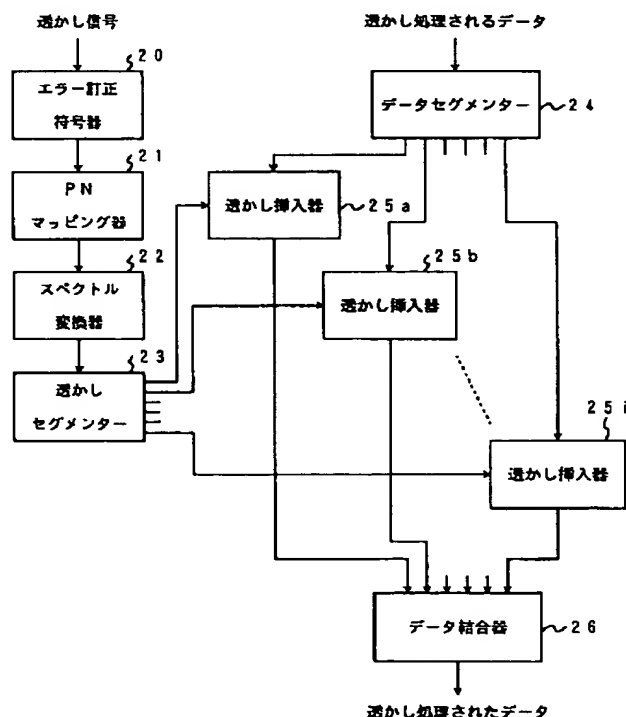 透かし信号
20
エラー訂正
符号器
21
PN
マッピング器
22
スペクトル
変換器
23
透かし
セグメンター
透かし処理されるデータ
データセグメンター
24
透かし挿入器
25a
25b
透かし挿入器
25i
透かし挿入器
データ結合器
26
透かし処理されたデータ